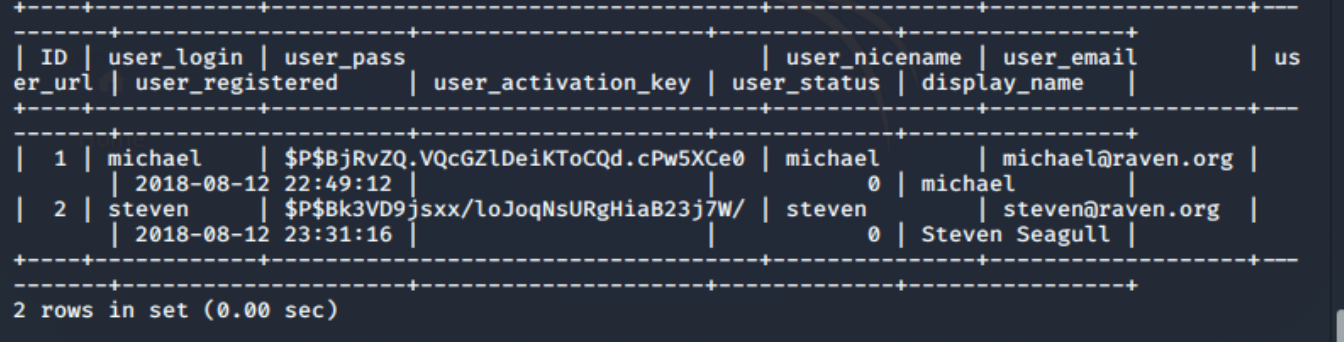 +----+------------+------------------------------------+---------------+-------------------+---
-------+---------------------+---------------------+-------------+----------------+
| ID | user_login | user_pass                          | user_nicename | user_email        | us
er_url | user_registered     | user_activation_key | user_status | display_name   |
+----+------------+------------------------------------+---------------+-------------------+---
-------+---------------------+---------------------+-------------+----------------+
|  1 | michael    | $P$BjRvZQ.VQcGZlDeiKToCQd.cPw5XCe0 | michael       | michael@raven.org |
       | 2018-08-12 22:49:12 |                     |           0 | michael        |
|  2 | steven     | $P$Bk3VD9jsxx/loJoqNsURgHiaB23j7W/ | steven        | steven@raven.org  |
       | 2018-08-12 23:31:16 |                     |           0 | Steven Seagull |
+----+------------+------------------------------------+---------------+-------------------+---
-------+---------------------+---------------------+-------------+----------------+
2 rows in set (0.00 sec)